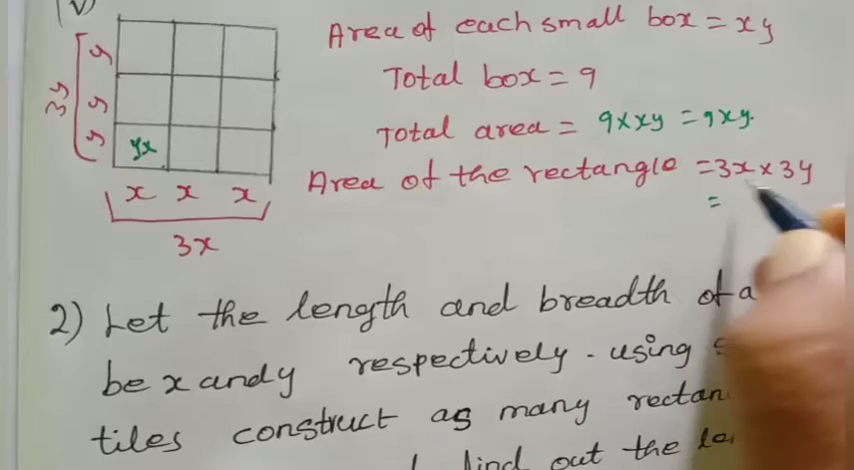 v)
3y
y
y
y
yx
x x x
3x
Area of each small box = xy
Total box = 9
Total area = 9×xy = 9xy.
Area of the rectangle = 3x × 3y
=
2) Let the length and breadth of a
be x and y respectively. using
tiles construct as many rectan
find out the